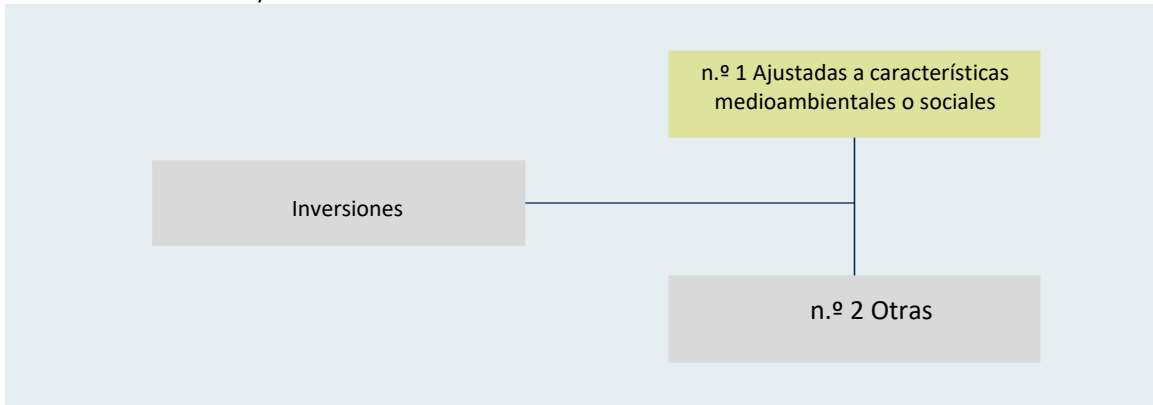 n.º 1 Ajustadas a características
medioambientales o sociales
Inversiones
n.º 2 Otras